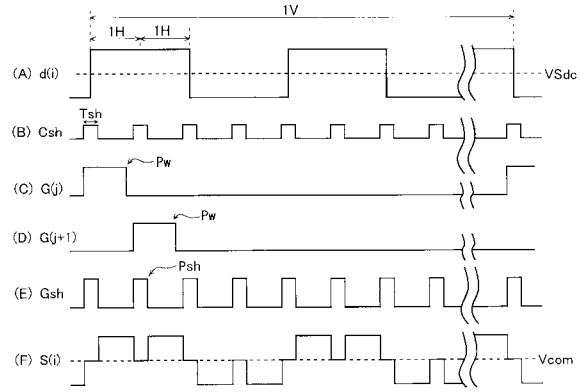 1V
1H 1H
(A) d(i) VSdc
Tsh
(B) Csh
Pw
(C) G(j)
Pw
(D) G(j+1)
Psh
(E) Gsh
(F) S(i) Vcom